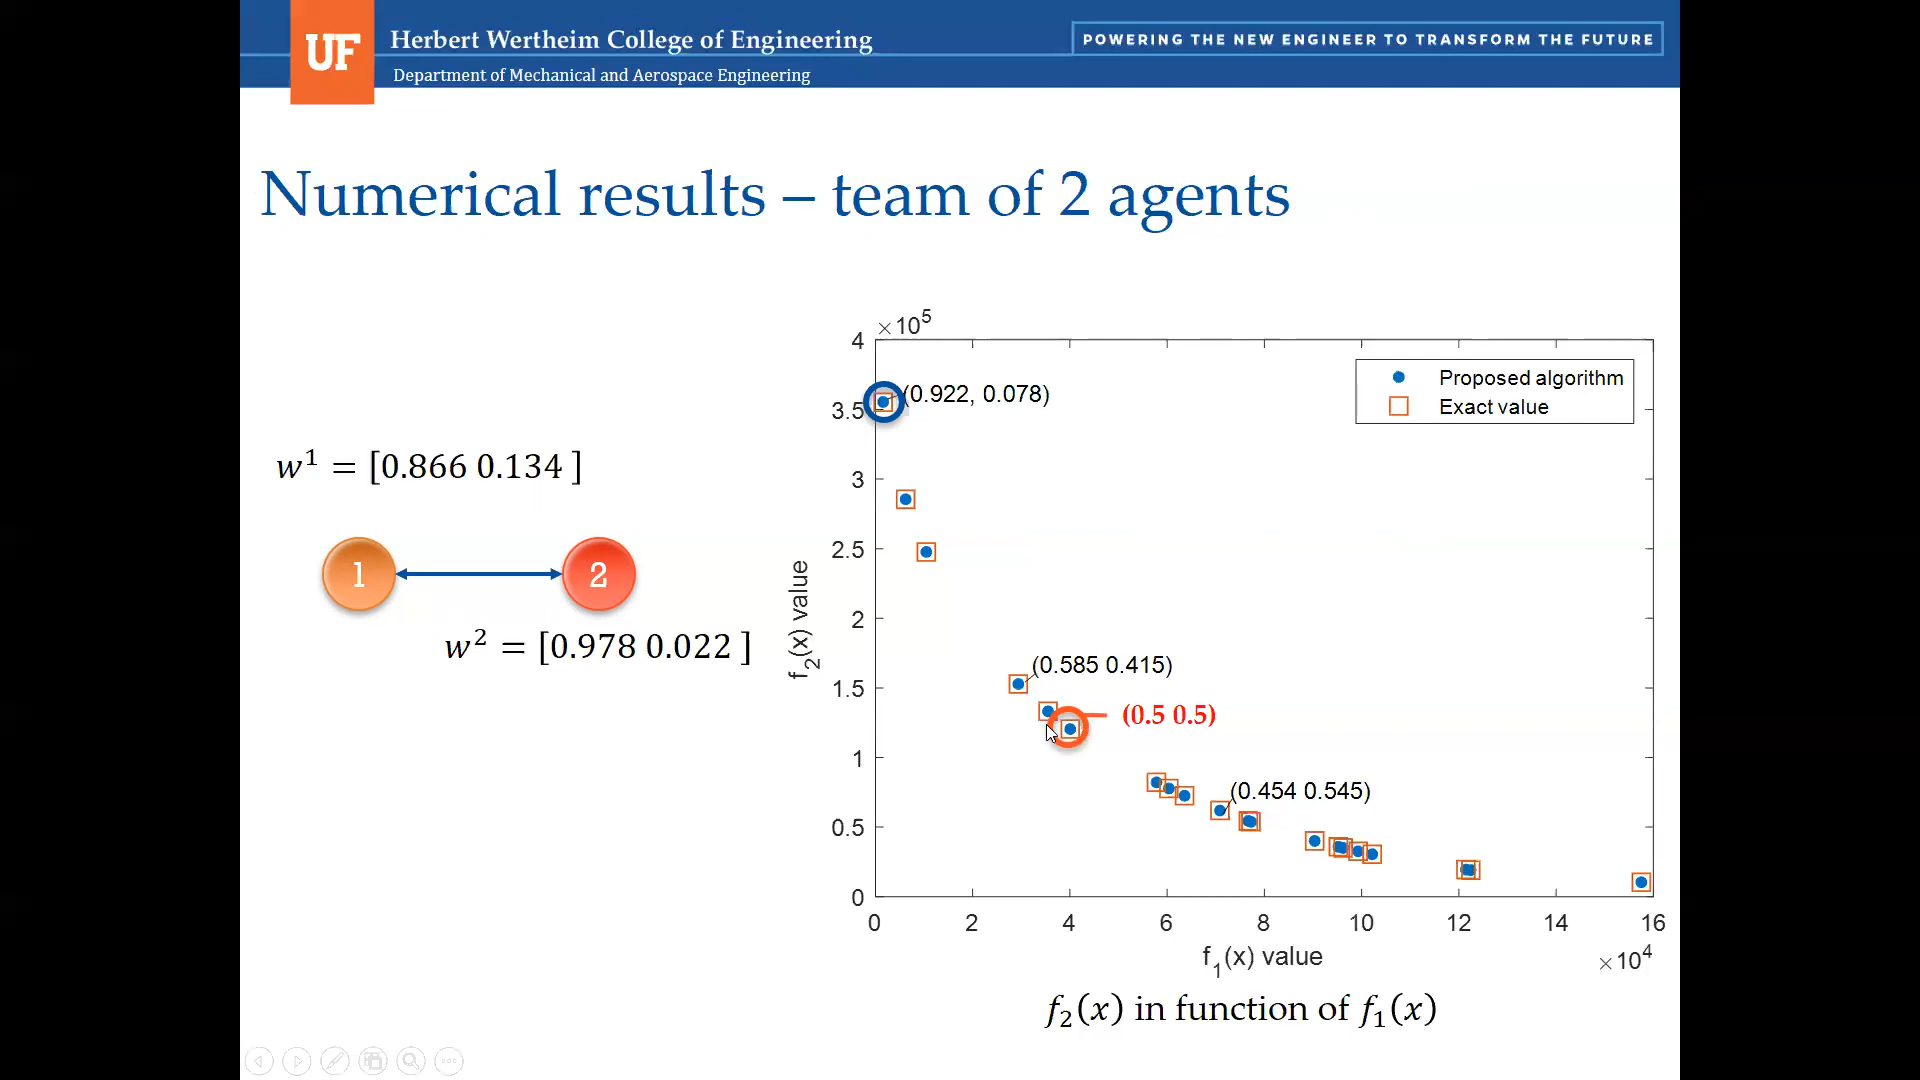 UF
Herbert Wertheim College of Engineering
Department of Mechanical and Aerospace Engineering
POWERING THE NEW ENGINEER TO TRANSFORM THE FUTURE
Numerical results – team of 2 agents
w¹ = [0.866 0.134 ]
1
2
w² = [0.978 0.022 ]
×10⁵
4
3.5
3
2.5
2
1.5
1
0.5
0
f₂(x) value
(0.922, 0.078)
(0.585 0.415)
(0.5 0.5)
(0.454 0.545)
Proposed algorithm
Exact value
0 2 4 6 8 10 12 14 16
f₁(x) value
×10⁴
f₂(x) in function of f₁(x)